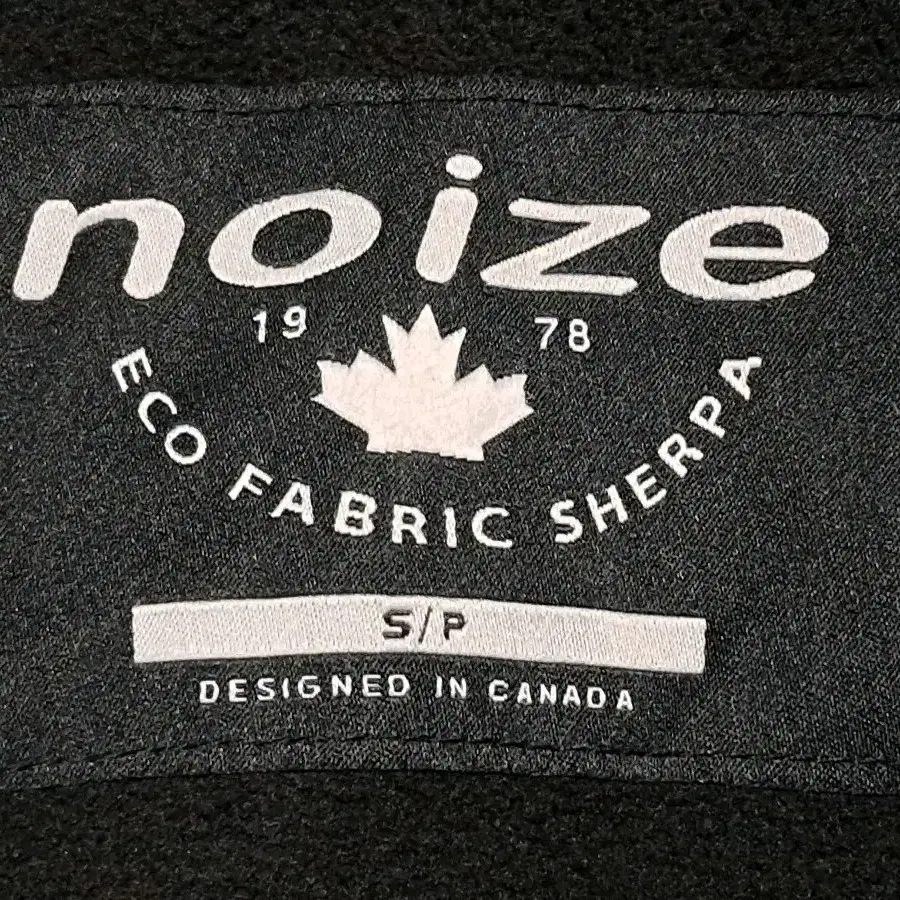 noize
19 78
ECO FABRIC SHERPA
S/P
DESIGNED IN CANADA